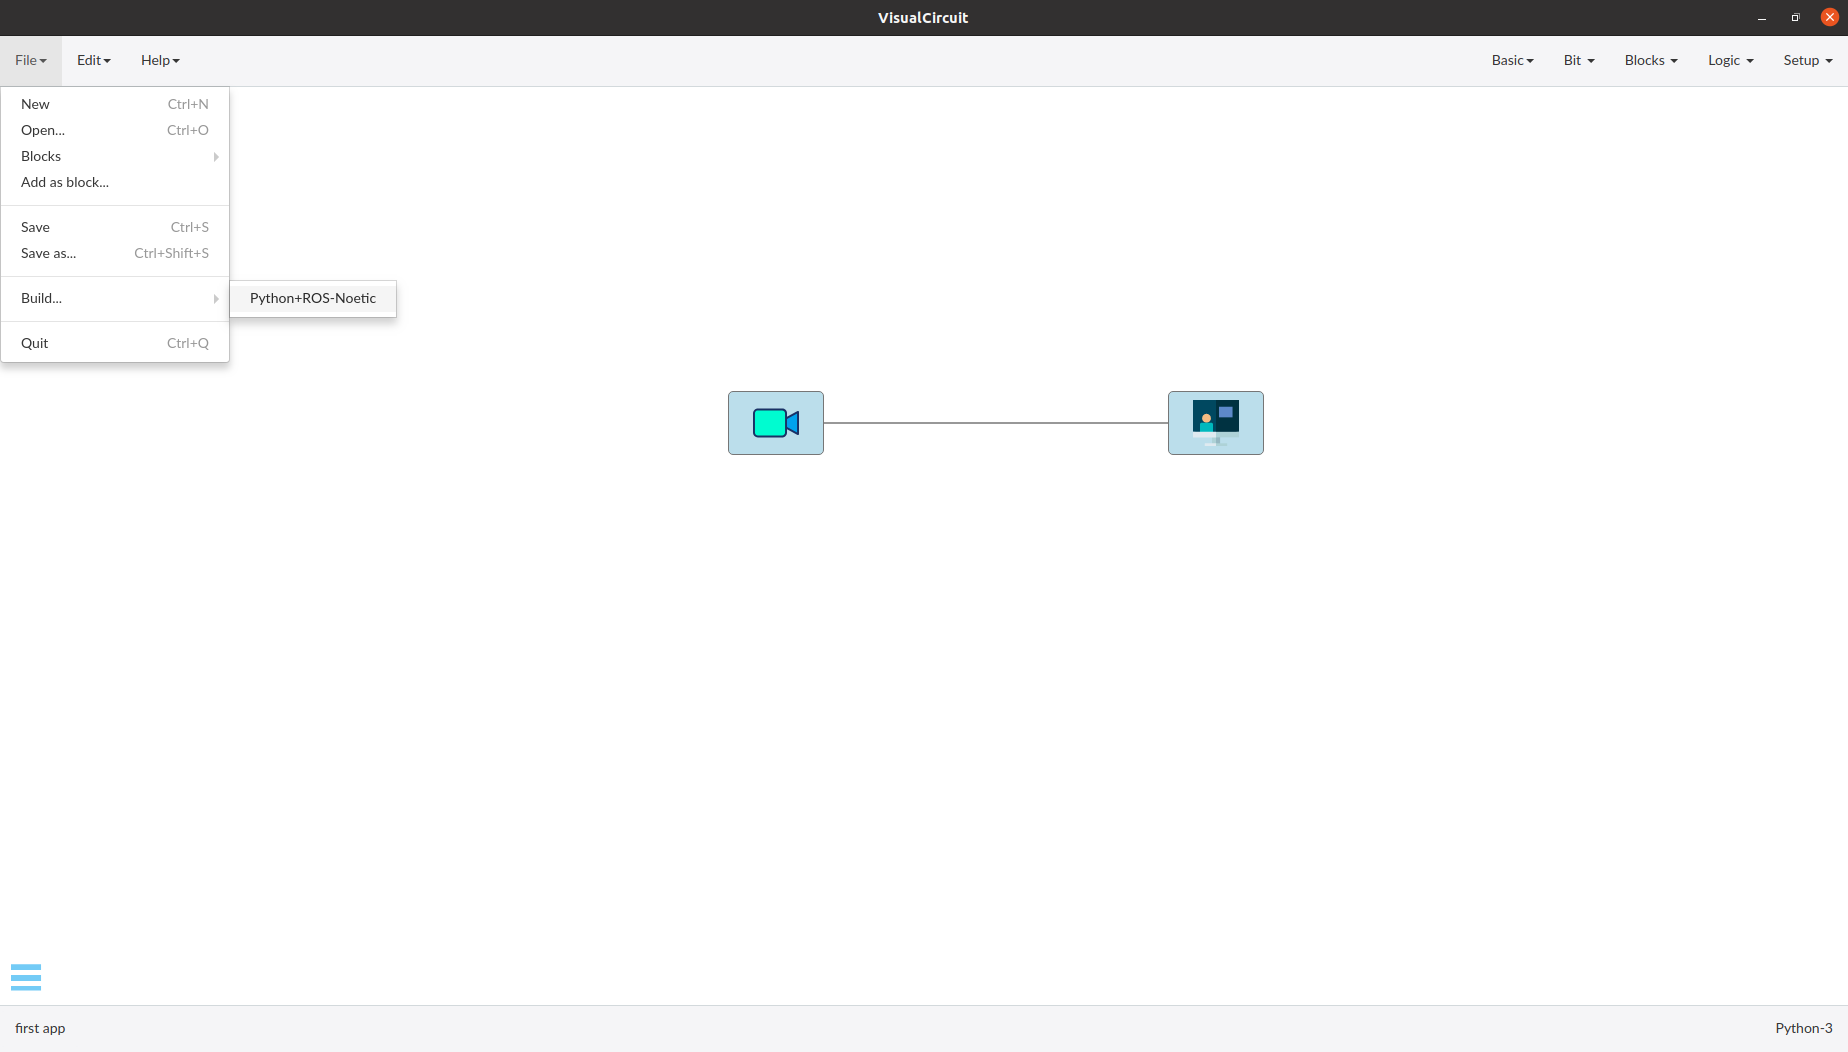 VisualCircuit
File Edit Help Basic Bit Blocks Logic Setup
New Ctrl+N
Open... Ctrl+O
Blocks
Add as block...
Save Ctrl+S
Save as... Ctrl+Shift+S
Build... Python+ROS-Noetic
Quit Ctrl+Q
first app Python-3